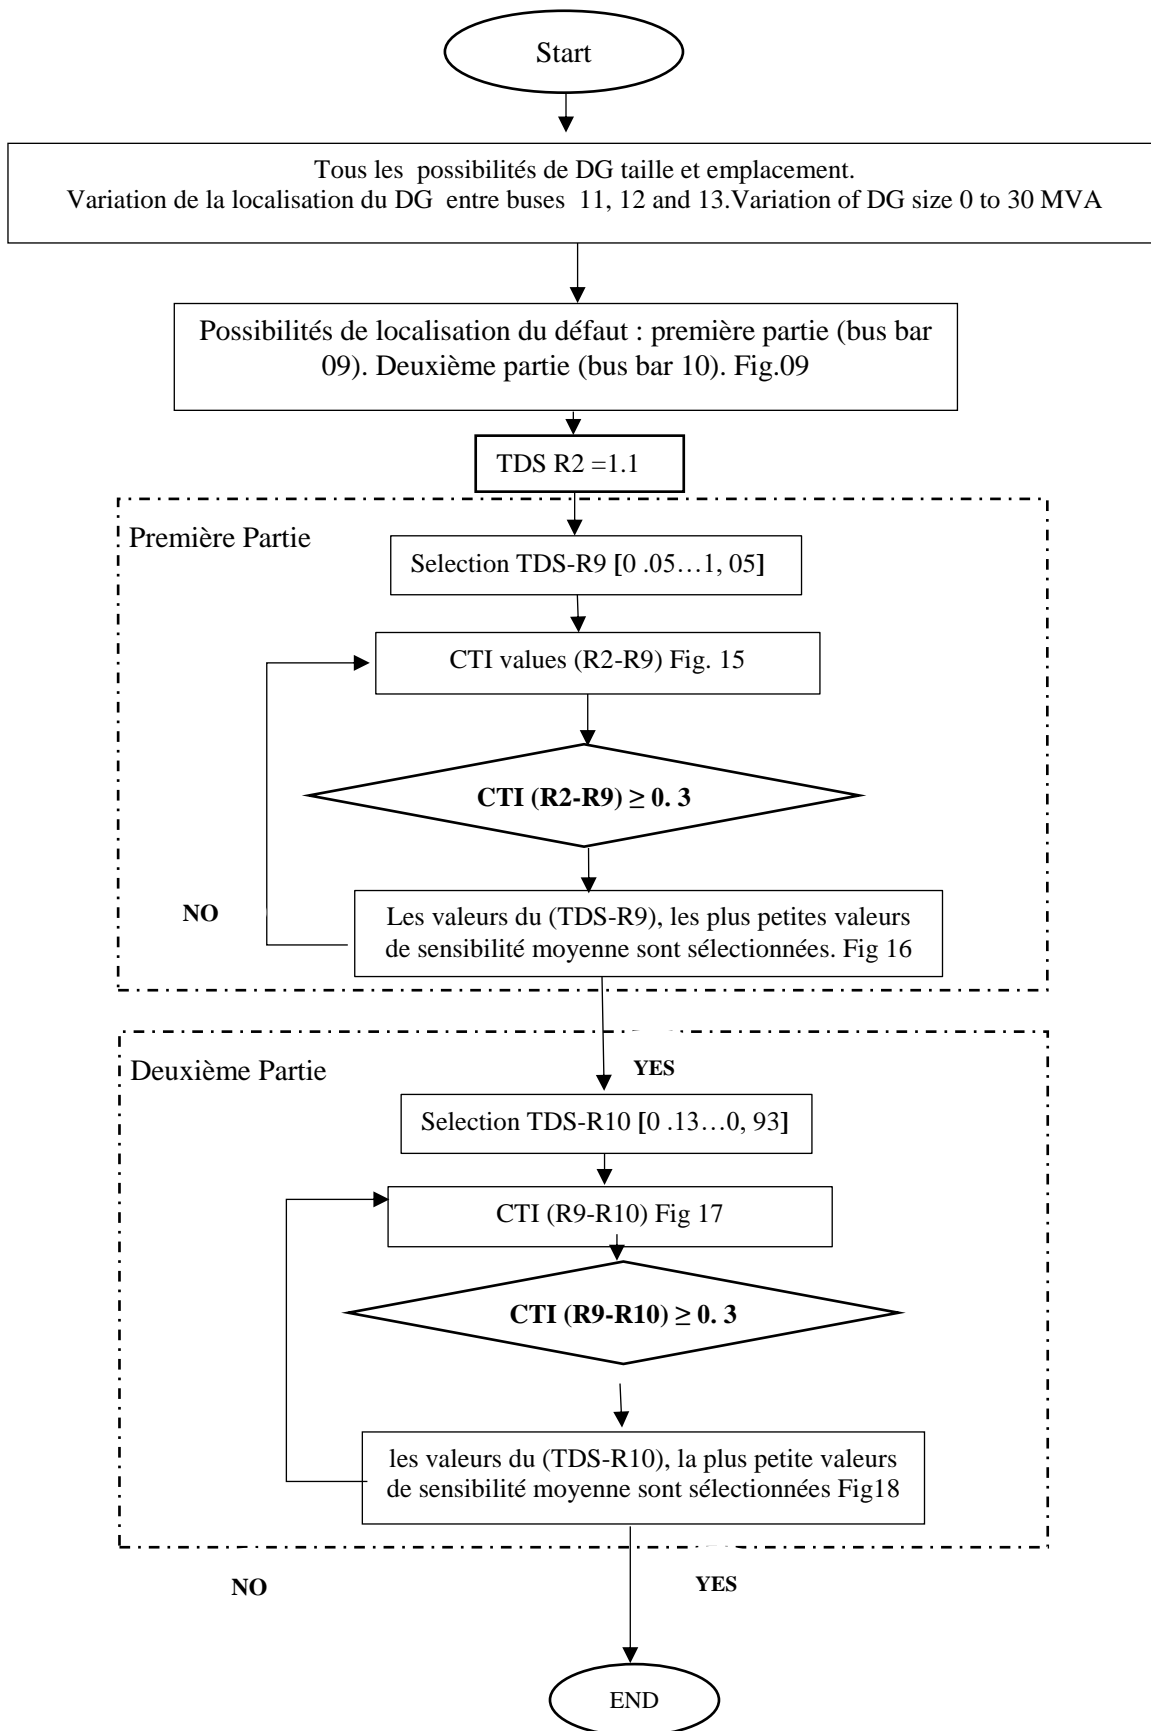 Start
Tous les possibilités de DG taille et emplacement.
Variation de la localisation du DG entre buses 11, 12 and 13.Variation of DG size 0 to 30 MVA
Possibilités de localisation du défaut : première partie (bus bar
09). Deuxième partie (bus bar 10). Fig.09
TDS R2 =1.1
Première Partie
Selection TDS-R9 [0 .05…1, 05]
CTI values (R2-R9) Fig. 15
CTI (R2-R9) ≥ 0. 3
NO
Les valeurs du (TDS-R9), les plus petites valeurs
de sensibilité moyenne sont sélectionnées. Fig 16
Deuxième Partie
YES
Selection TDS-R10 [0 .13…0, 93]
CTI (R9-R10) Fig 17
CTI (R9-R10) ≥ 0. 3
les valeurs du (TDS-R10), la plus petite valeurs
de sensibilité moyenne sont sélectionnées Fig18
NO
YES
END